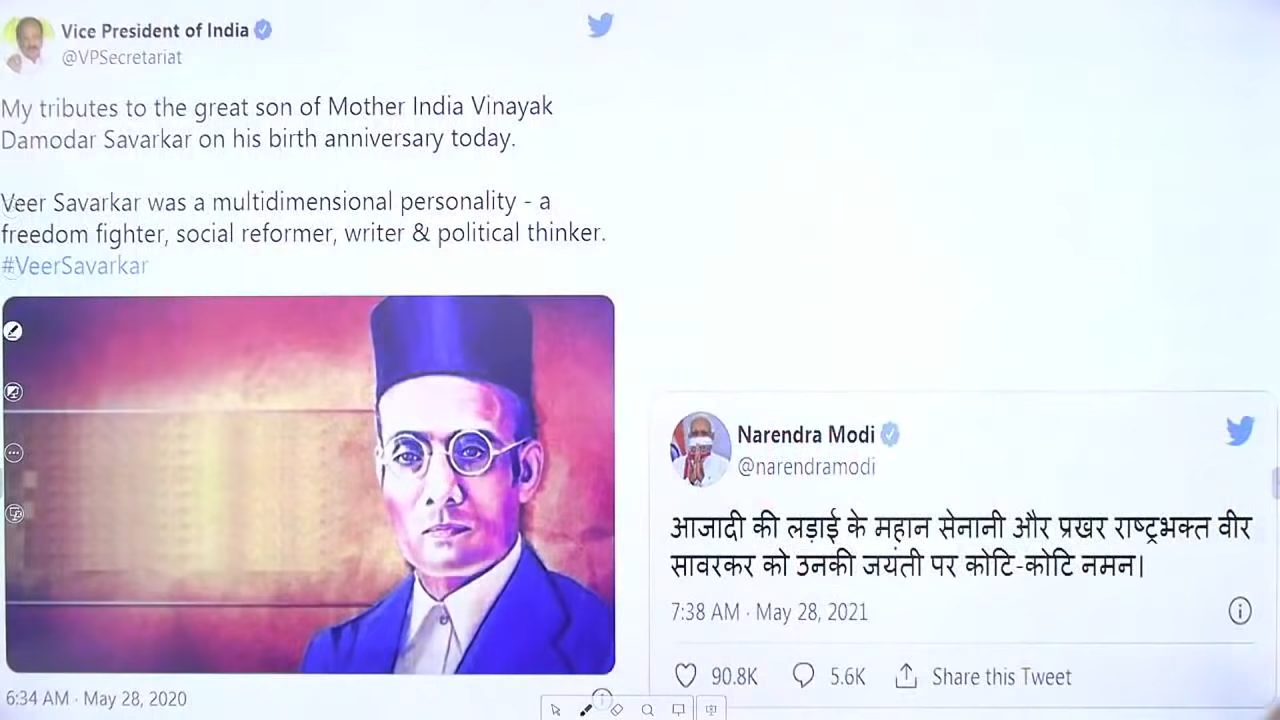 Vice President of India
@VPSecretariat
My tributes to the great son of Mother India Vinayak
Damodar Savarkar on his birth anniversary today.
Veer Savarkar was a multidimensional personality - a
freedom fighter, social reformer, writer & political thinker.
#VeerSavarkar
6:34 AM · May 28, 2020
Narendra Modi
@narendramodi
आजादी की लड़ाई के महान सेनानी और प्रखर राष्ट्रभक्त वीर
सावरकर को उनकी जयंती पर कोटि-कोटि नमन।
7:38 AM · May 28, 2021
90.8K 5.6K Share this Tweet